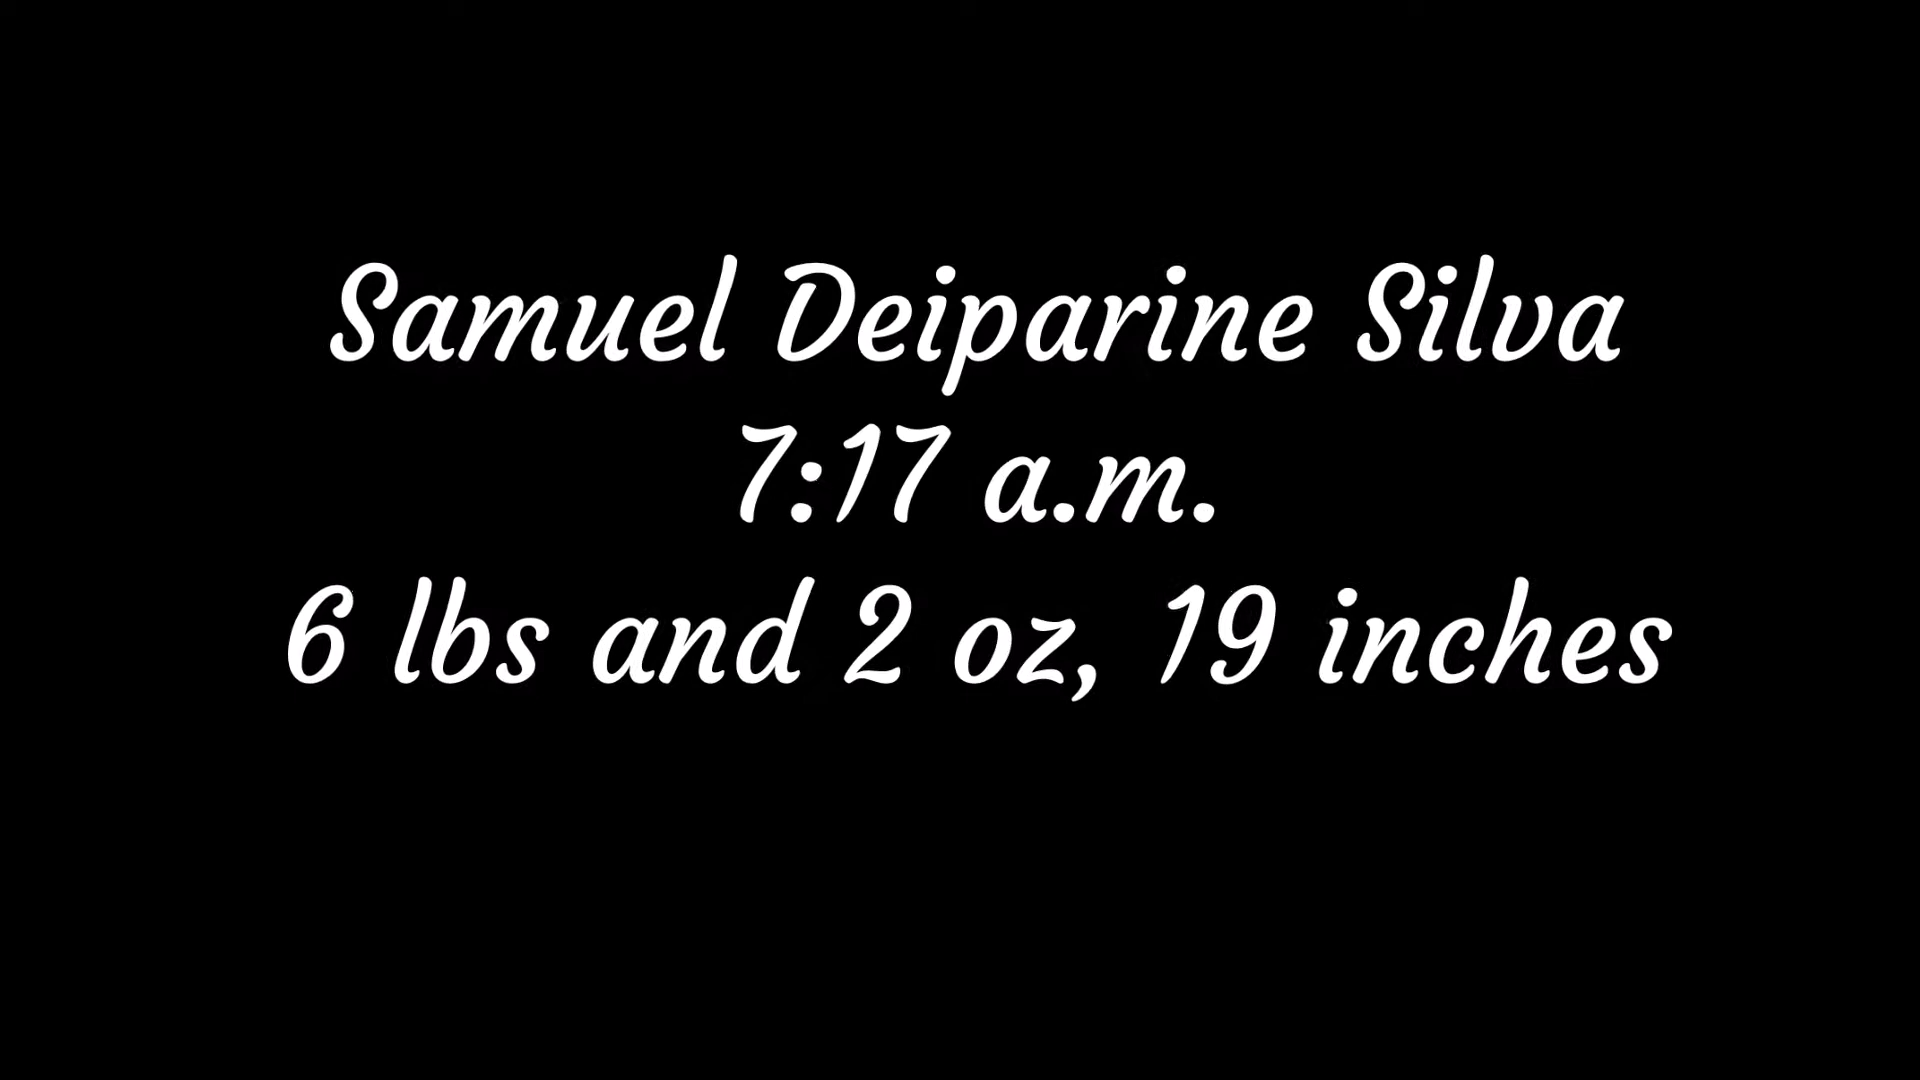 Samuel Deiparine Silva
7:17 a.m.
6 lbs and 2 oz, 19 inches